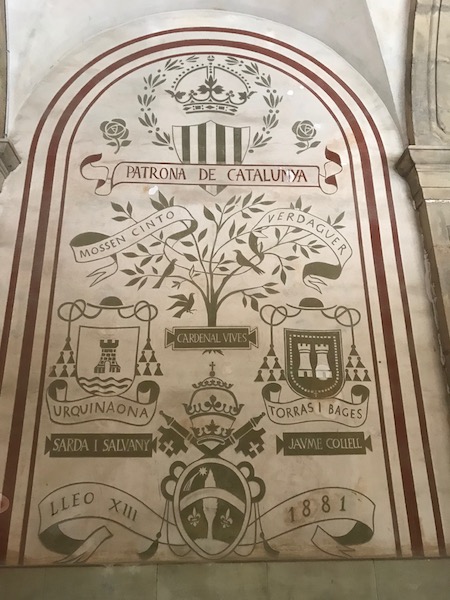 PATRONA DE CATALUNYA
MOSSEN CINTO VERDAGUER
CARDENAL VIVES
URQUINAONA
TORRAS I BAGES
SARDA I SALVANY
JAUME COLLELL
LLEO XIII
1881